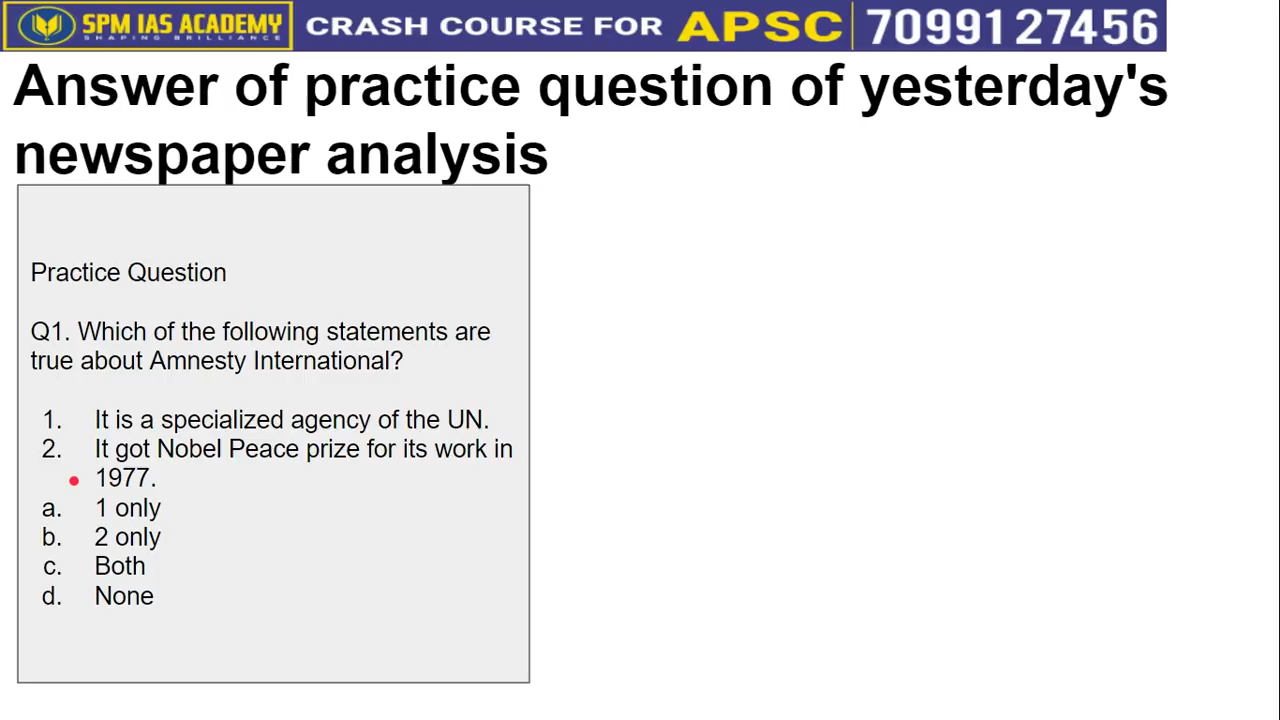 SPM IAS ACADEMY
SHAPING BRILLIANCE
CRASH COURSE FOR APSC 70991 27456
Answer of practice question of yesterday's
newspaper analysis
Practice Question
Q1. Which of the following statements are
true about Amnesty International?
1. It is a specialized agency of the UN.
2. It got Nobel Peace prize for its work in
1977.
a. 1 only
b. 2 only
c. Both
d. None